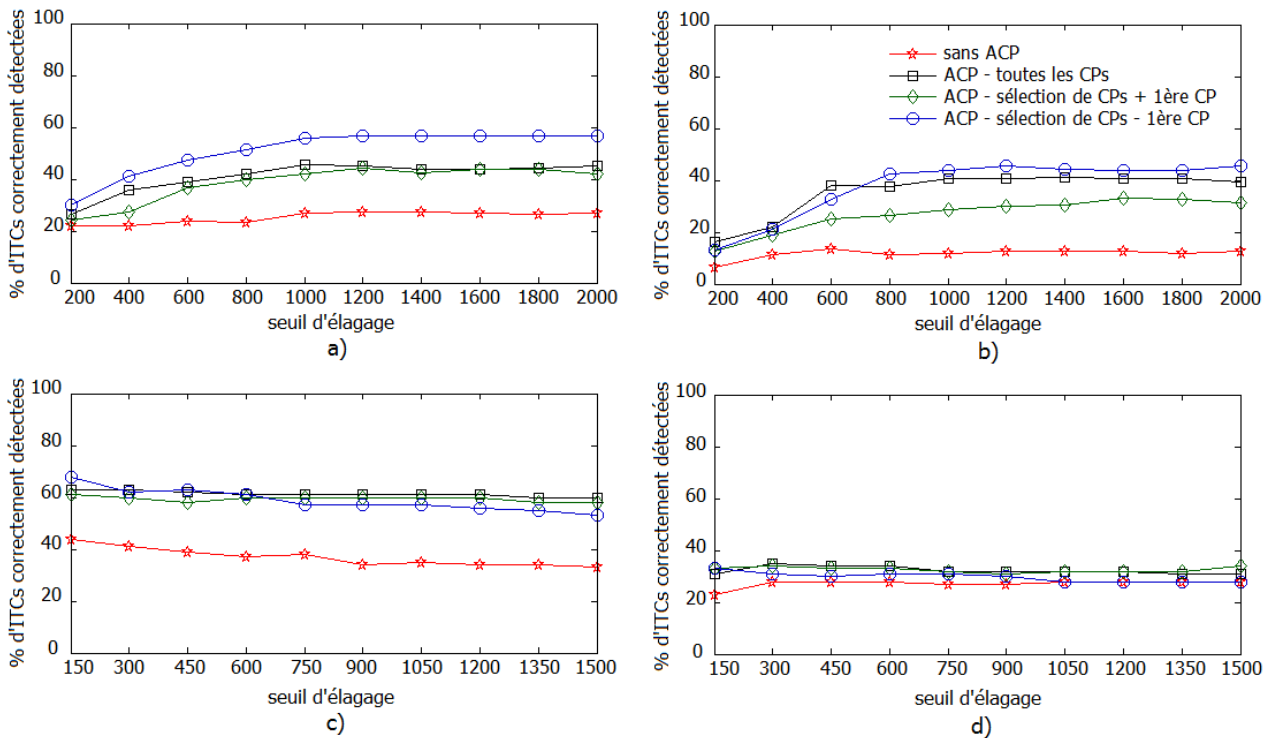 % d'ITCs correctement détectées
100
80
60
40
20
0
200 400 600 800 1000 1200 1400 1600 1800 2000
seuil d'élagage
a)
% d'ITCs correctement détectées
100
80
60
40
20
0
sans ACP
ACP - toutes les CPs
ACP - sélection de CPs + 1ère CP
ACP - sélection de CPs - 1ère CP
200 400 600 800 1000 1200 1400 1600 1800 2000
seuil d'élagage
b)
% d'ITCs correctement détectées
100
80
60
40
20
0
150 300 450 600 750 900 1050 1200 1350 1500
seuil d'élagage
c)
% d'ITCs correctement détectées
100
80
60
40
20
0
150 300 450 600 750 900 1050 1200 1350 1500
seuil d'élagage
d)